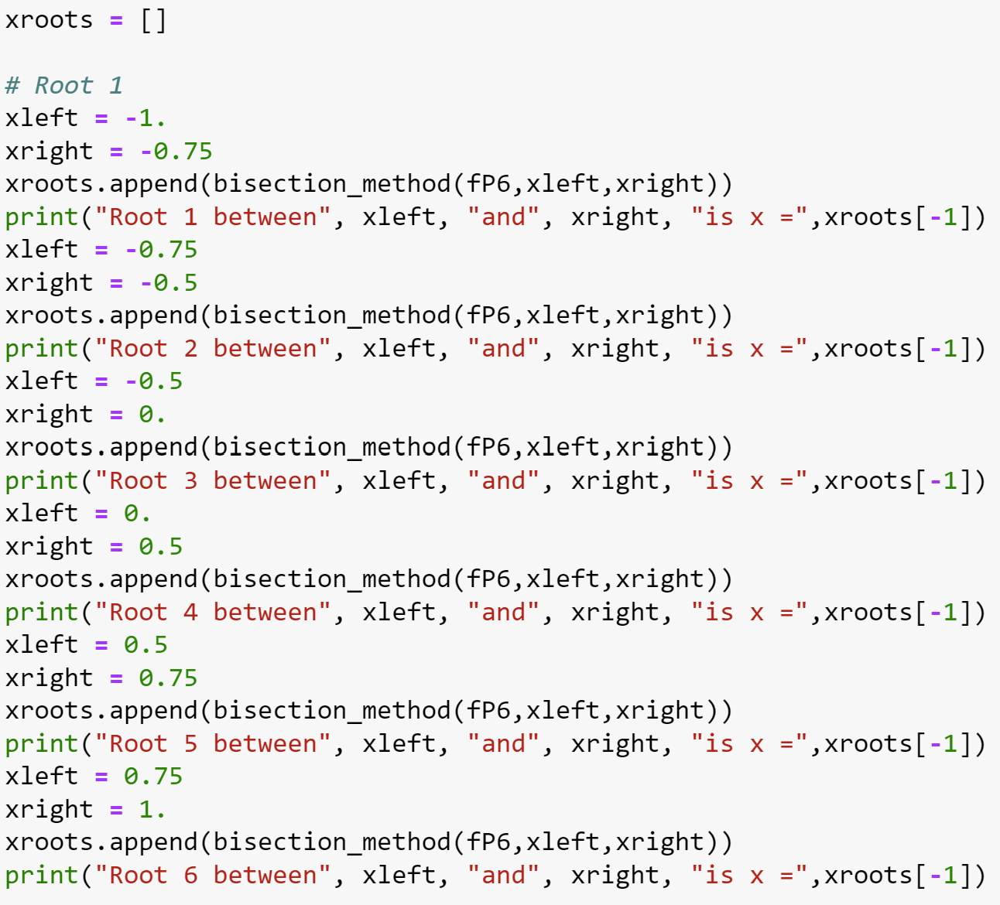 xroots = []
# Root 1
xleft = -1.
xright = -0.75
xroots.append(bisection_method(fP6,xleft,xright))
print("Root 1 between", xleft, "and", xright, "is x =",xroots[-1])
xleft = -0.75
xright = -0.5
xroots.append(bisection_method(fP6,xleft,xright))
print("Root 2 between", xleft, "and", xright, "is x =",xroots[-1])
xleft = -0.5
xright = 0.
xroots.append(bisection_method(fP6,xleft,xright))
print("Root 3 between", xleft, "and", xright, "is x =",xroots[-1])
xleft = 0.
xright = 0.5
xroots.append(bisection_method(fP6,xleft,xright))
print("Root 4 between", xleft, "and", xright, "is x =",xroots[-1])
xleft = 0.5
xright = 0.75
xroots.append(bisection_method(fP6,xleft,xright))
print("Root 5 between", xleft, "and", xright, "is x =",xroots[-1])
xleft = 0.75
xright = 1.
xroots.append(bisection_method(fP6,xleft,xright))
print("Root 6 between", xleft, "and", xright, "is x =",xroots[-1])